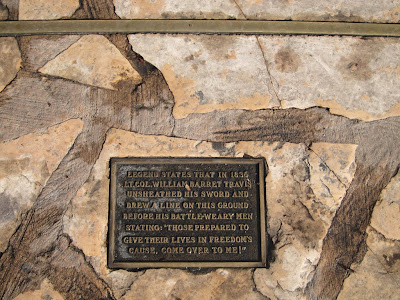 LEGEND STATES THAT IN 1836
LT. COL. WILLIAM BARRET TRAVIS
UNSHEATHED HIS SWORD AND
DREW A LINE ON THIS GROUND
BEFORE HIS BATTLE-WEARY MEN
STATING: "THOSE PREPARED TO
GIVE THEIR LIVES IN FREEDOM'S
CAUSE, COME OVER TO ME!"